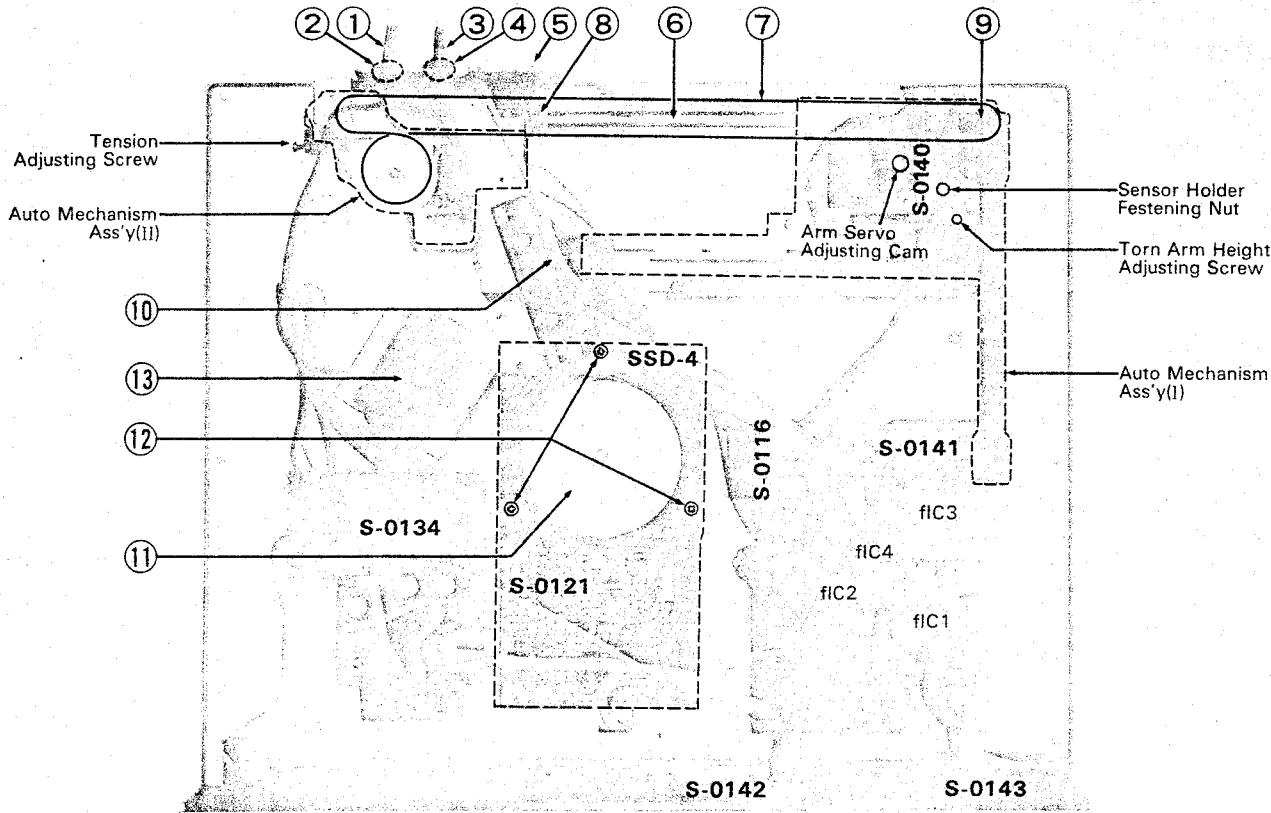 ② ① ③ ④ ⑤ ⑧ ⑥ ⑦ ⑨
Tension
Adjusting Screw
Auto Mechanism
Ass'y(II)
S-0140
Arm Servo
Adjusting Cam
Sensor Holder
Festening Nut
Torn Arm Height
Adjusting Screw
⑩
SSD-4
⑬
Auto Mechanism
Ass'y(I)
⑫
S-0116
S-0141
fIC3
S-0134
fIC4
⑪
S-0121
fIC2
fIC1
S-0142
S-0143